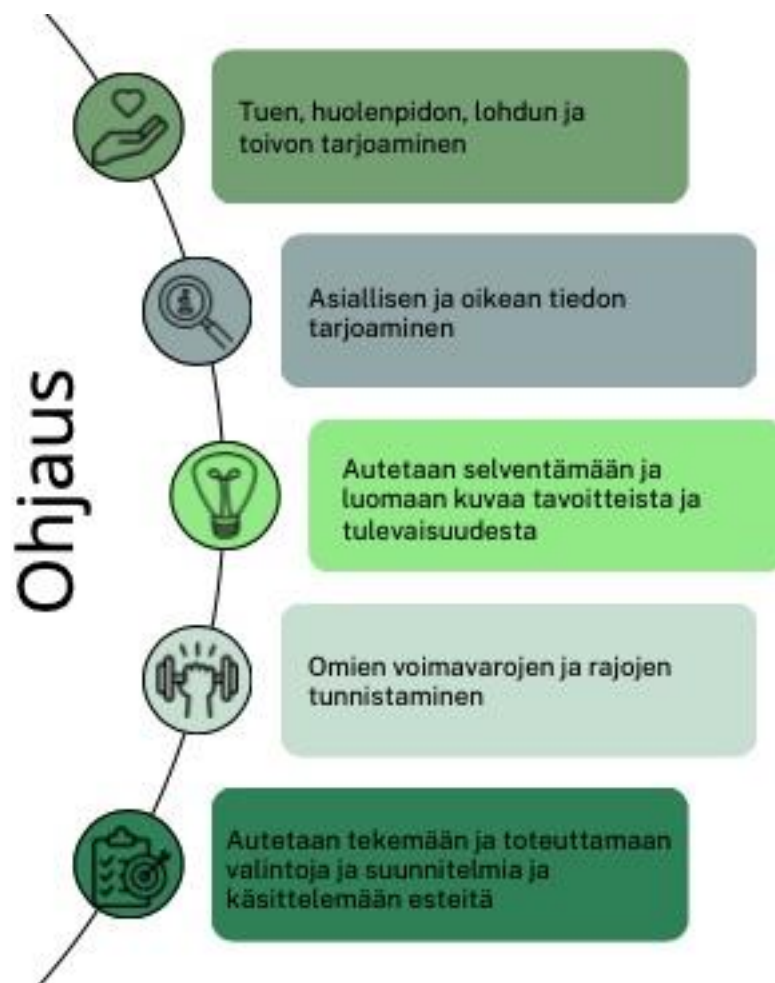 Ohjaus
Tuen, huolenpidon, lohdun ja
toivon tarjoaminen
Asiallisen ja oikean tiedon
tarjoaminen
Autetaan selventämään ja
luomaan kuvaa tavoitteista ja
tulevaisuudesta
Omien voimavarojen ja rajojen
tunnistaminen
Autetaan tekemään ja toteuttamaan
valintoja ja suunnitelmia ja
käsittelemään esteitä